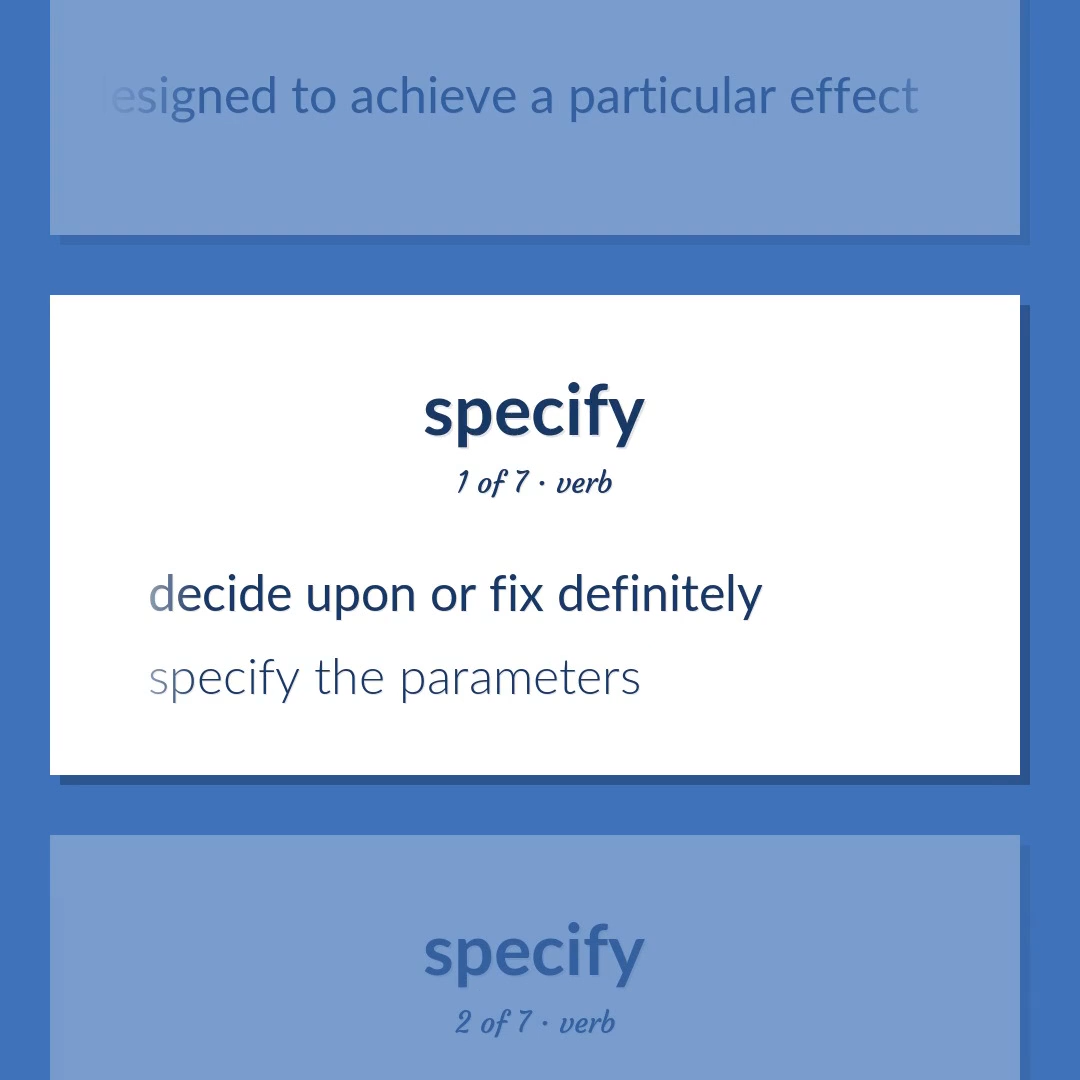 designed to achieve a particular effect
specify
1 of 7 · verb
decide upon or fix definitely
specify the parameters
specify
2 of 7 · verb